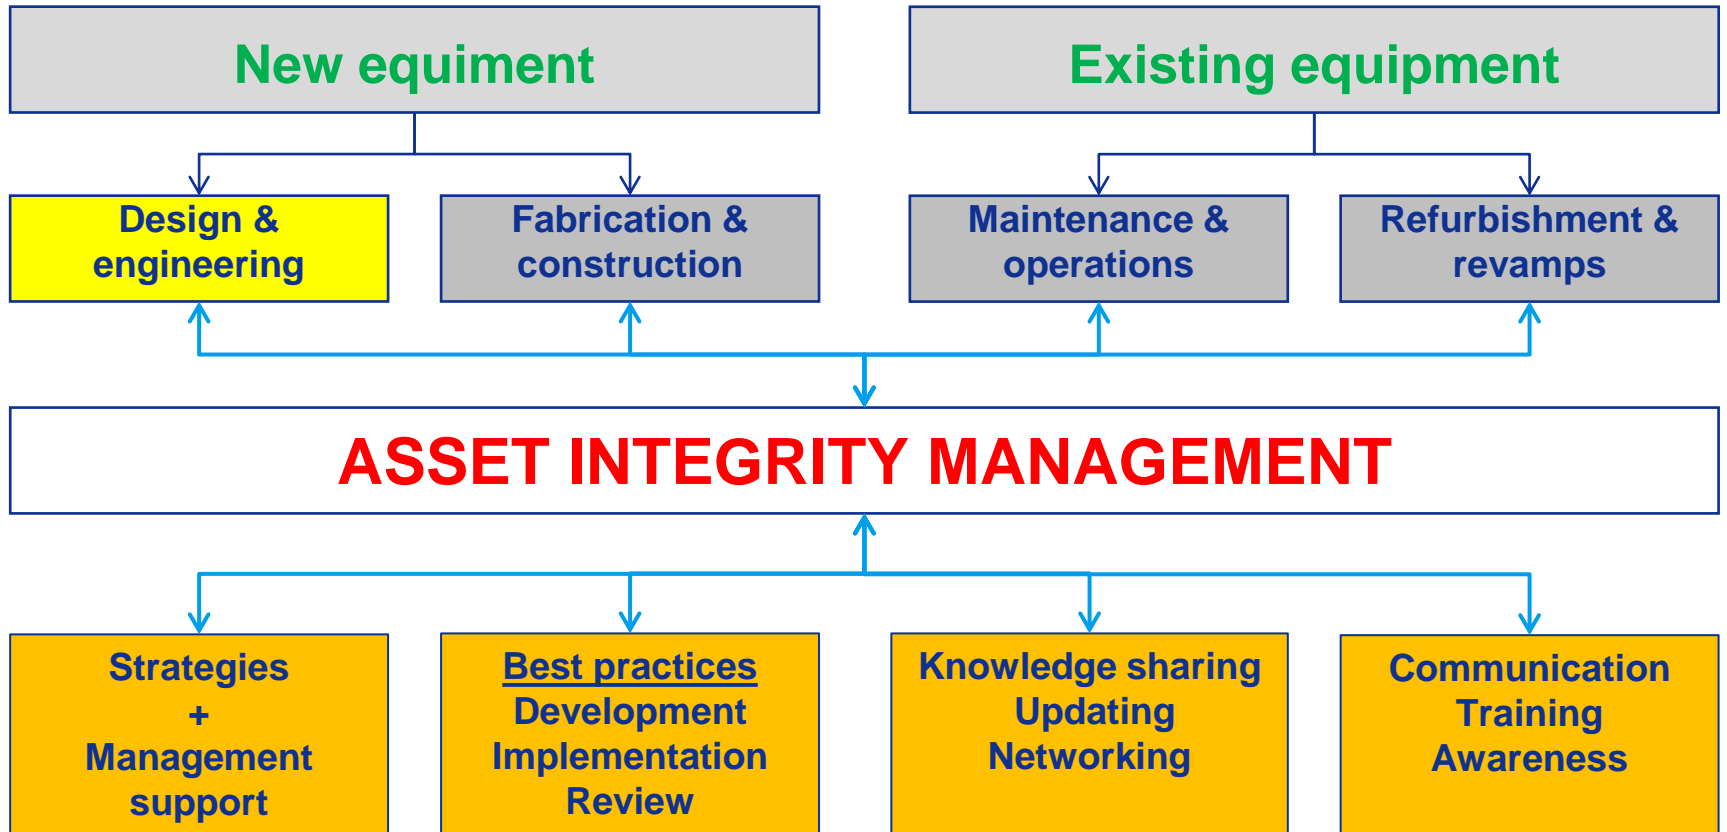 New equiment
Existing equipment
Design &
engineering
Fabrication &
construction
Maintenance &
operations
Refurbishment &
revamps
ASSET INTEGRITY MANAGEMENT
Strategies
+
Management
support
Best practices
Development
Implementation
Review
Knowledge sharing
Updating
Networking
Communication
Training
Awareness